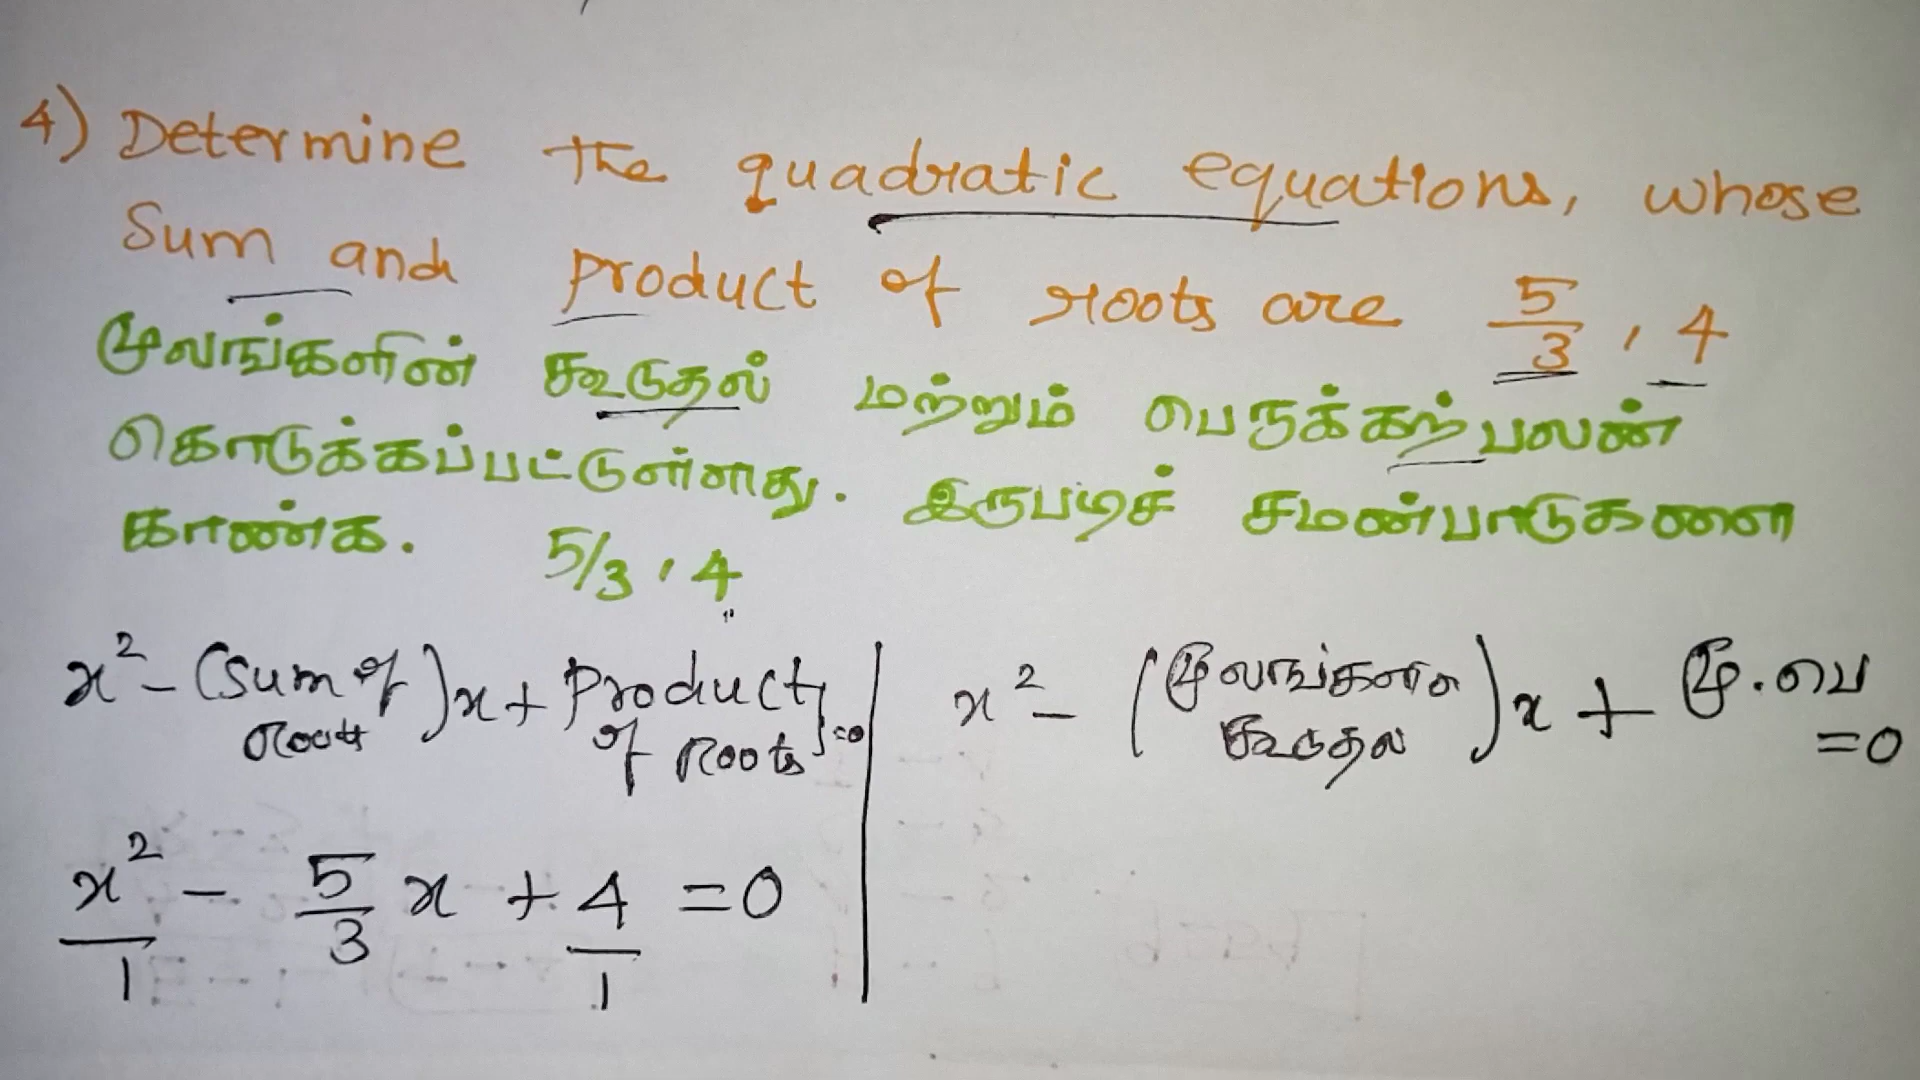 4) Determine the quadratic equations, whose
Sum and product of roots are 5/3, 4
மூலங்களின் கூடுதல் மற்றும் பெருக்கற்பலன்
கொடுக்கப்பட்டுள்ளது. இருபடிச் சமன்பாடுகளை
காண்க. 5/3, 4
x² - (Sum of Roots)x + Product of Roots} = 0
x² - (மூலங்களின் கூடுதல்)x + மூ.பெ = 0
x²/1 - 5/3 x + 4/1 = 0